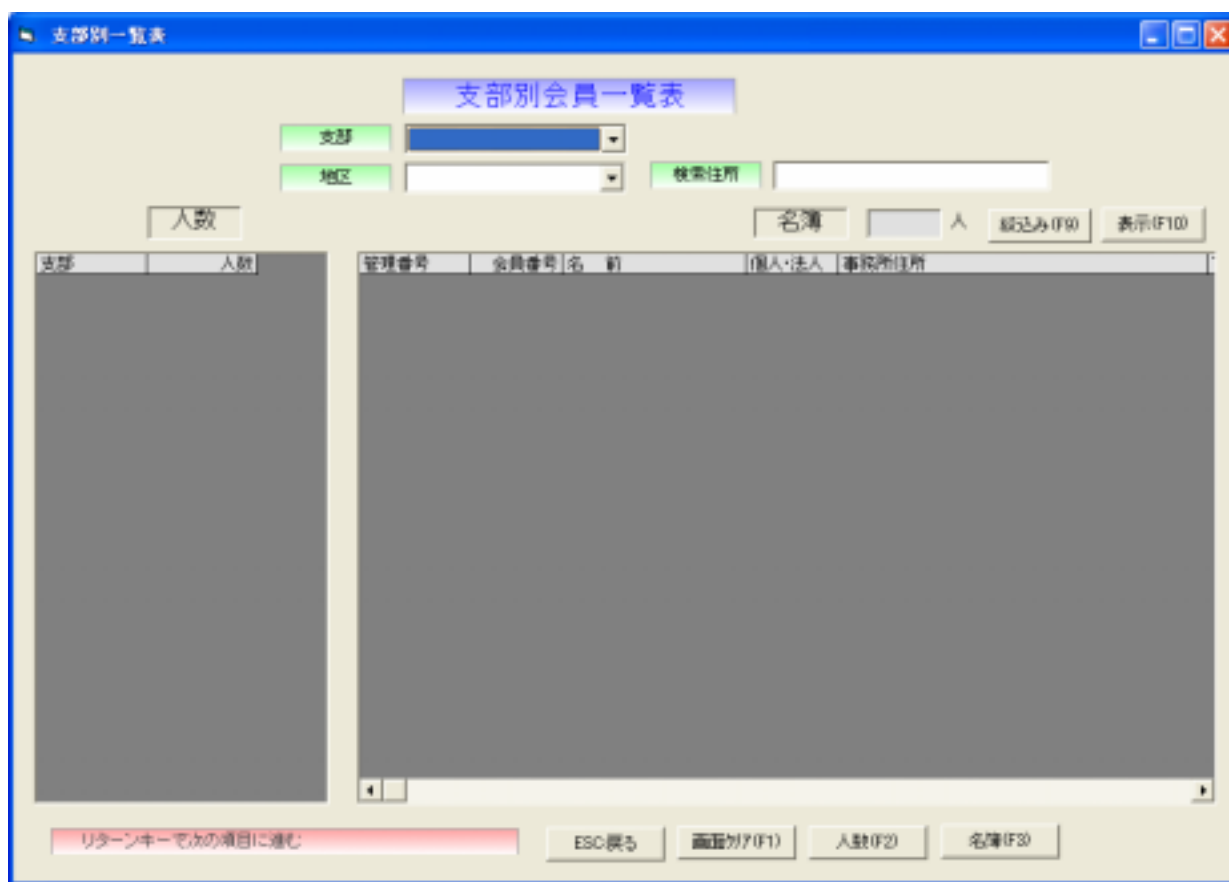 支部別一覧表
支部別会員一覧表
支部
地区 検索住所
人数 名簿 人 絞込み(F9) 表示(F10)
支部 人数 管理番号 会員番号 名 前 個人・法人 事務所住所
リターンキーで次の項目に進む ESC戻る 画面クリア(F1) 人数(F2) 名簿(F3)